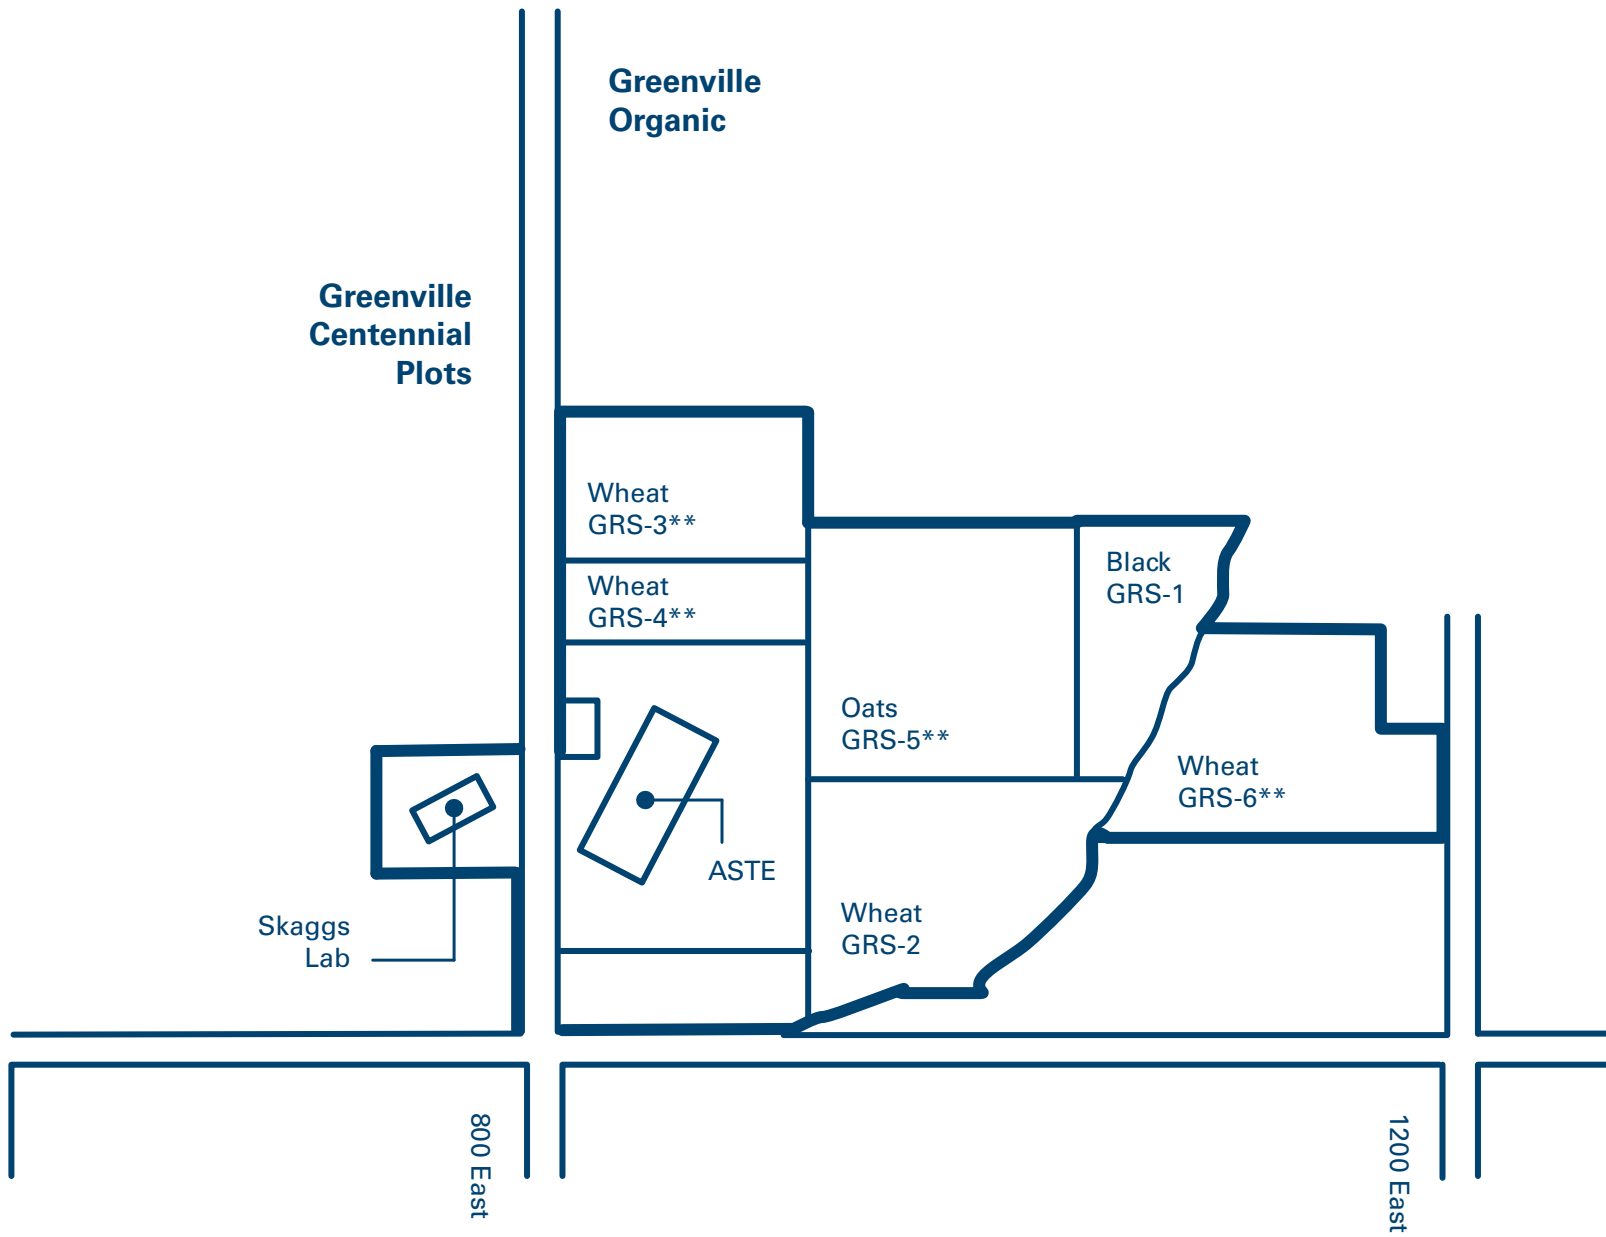 Greenville
Organic
Greenville
Centennial
Plots
Wheat
GRS-3**
Wheat
GRS-4**
Black
GRS-1
Oats
GRS-5**
Wheat
GRS-6**
ASTE
Wheat
GRS-2
Skaggs
Lab
800 East
1200 East